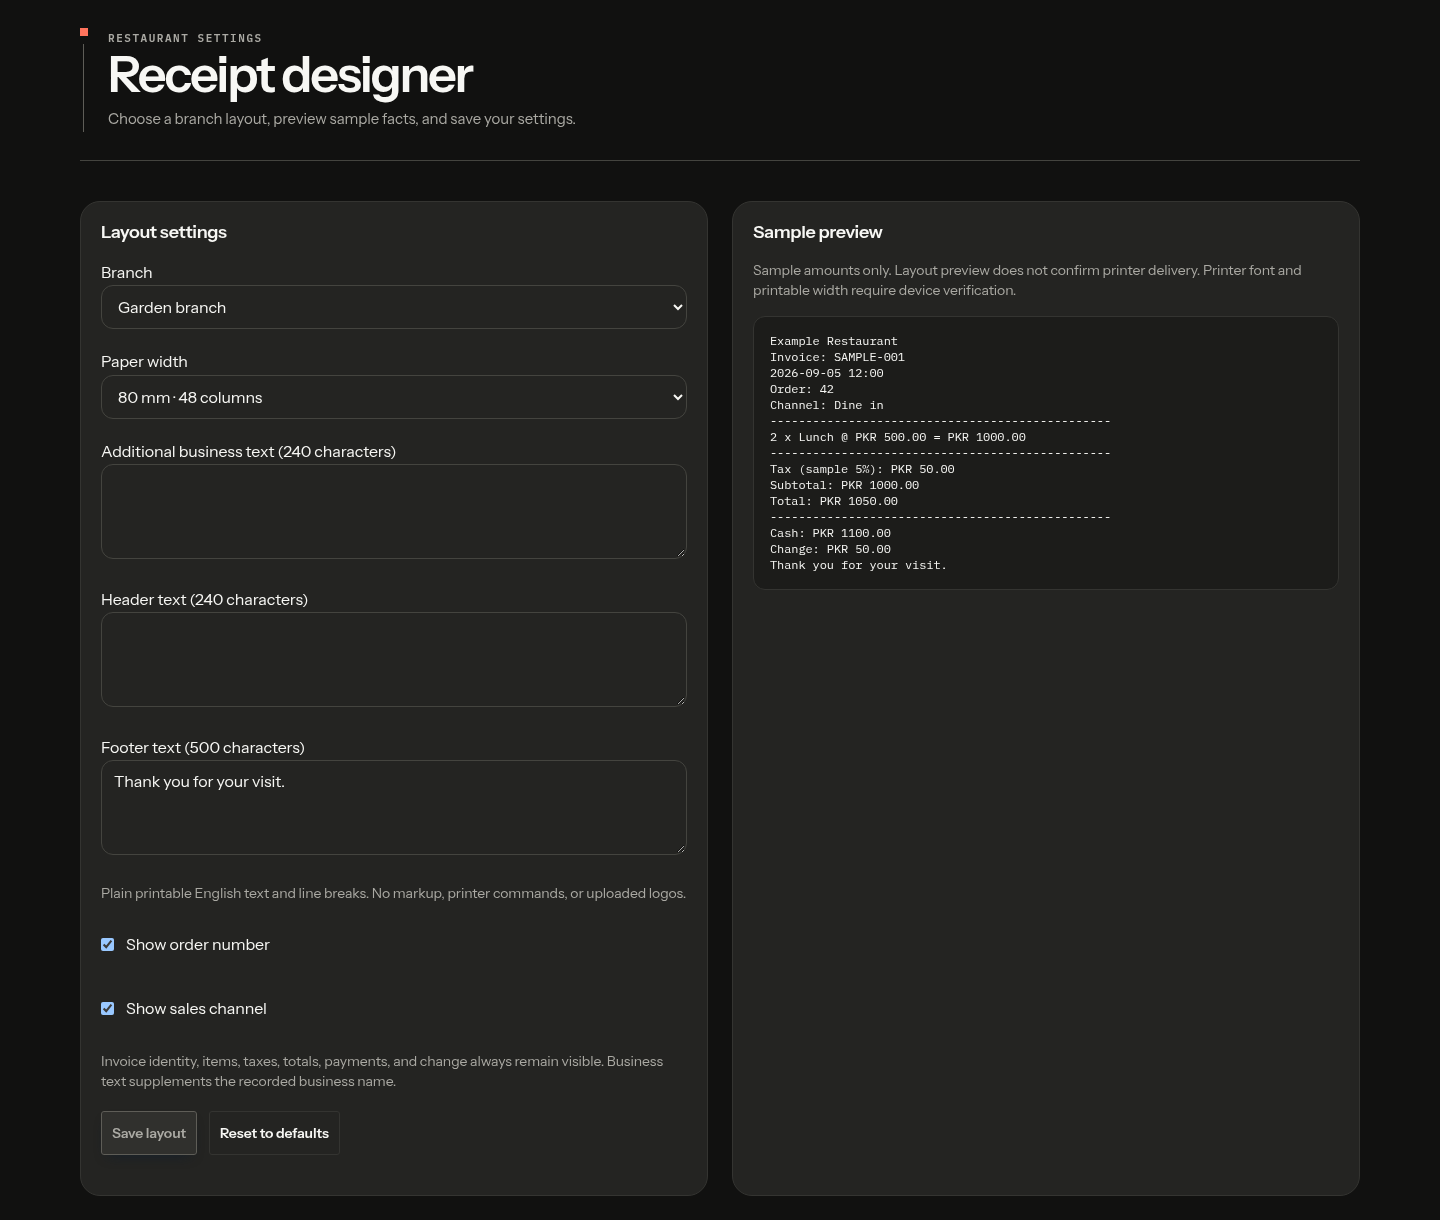 RESTAURANT SETTINGS
Receipt designer
Choose a branch layout, preview sample facts, and save your settings.
Layout settings
Branch
Garden branch
Paper width
80 mm · 48 columns
Additional business text (240 characters)
Header text (240 characters)
Footer text (500 characters)
Thank you for your visit.
Plain printable English text and line breaks. No markup, printer commands, or uploaded logos.
Show order number
Show sales channel
Invoice identity, items, taxes, totals, payments, and change always remain visible. Business
text supplements the recorded business name.
Save layout
Reset to defaults
Sample preview
Sample amounts only. Layout preview does not confirm printer delivery. Printer font and
printable width require device verification.
Example Restaurant
Invoice: SAMPLE-001
2026-09-05 12:00
Order: 42
Channel: Dine in
------------------------------------------------
2 x Lunch @ PKR 500.00 = PKR 1000.00
------------------------------------------------
Tax (sample 5%): PKR 50.00
Subtotal: PKR 1000.00
Total: PKR 1050.00
------------------------------------------------
Cash: PKR 1100.00
Change: PKR 50.00
Thank you for your visit.